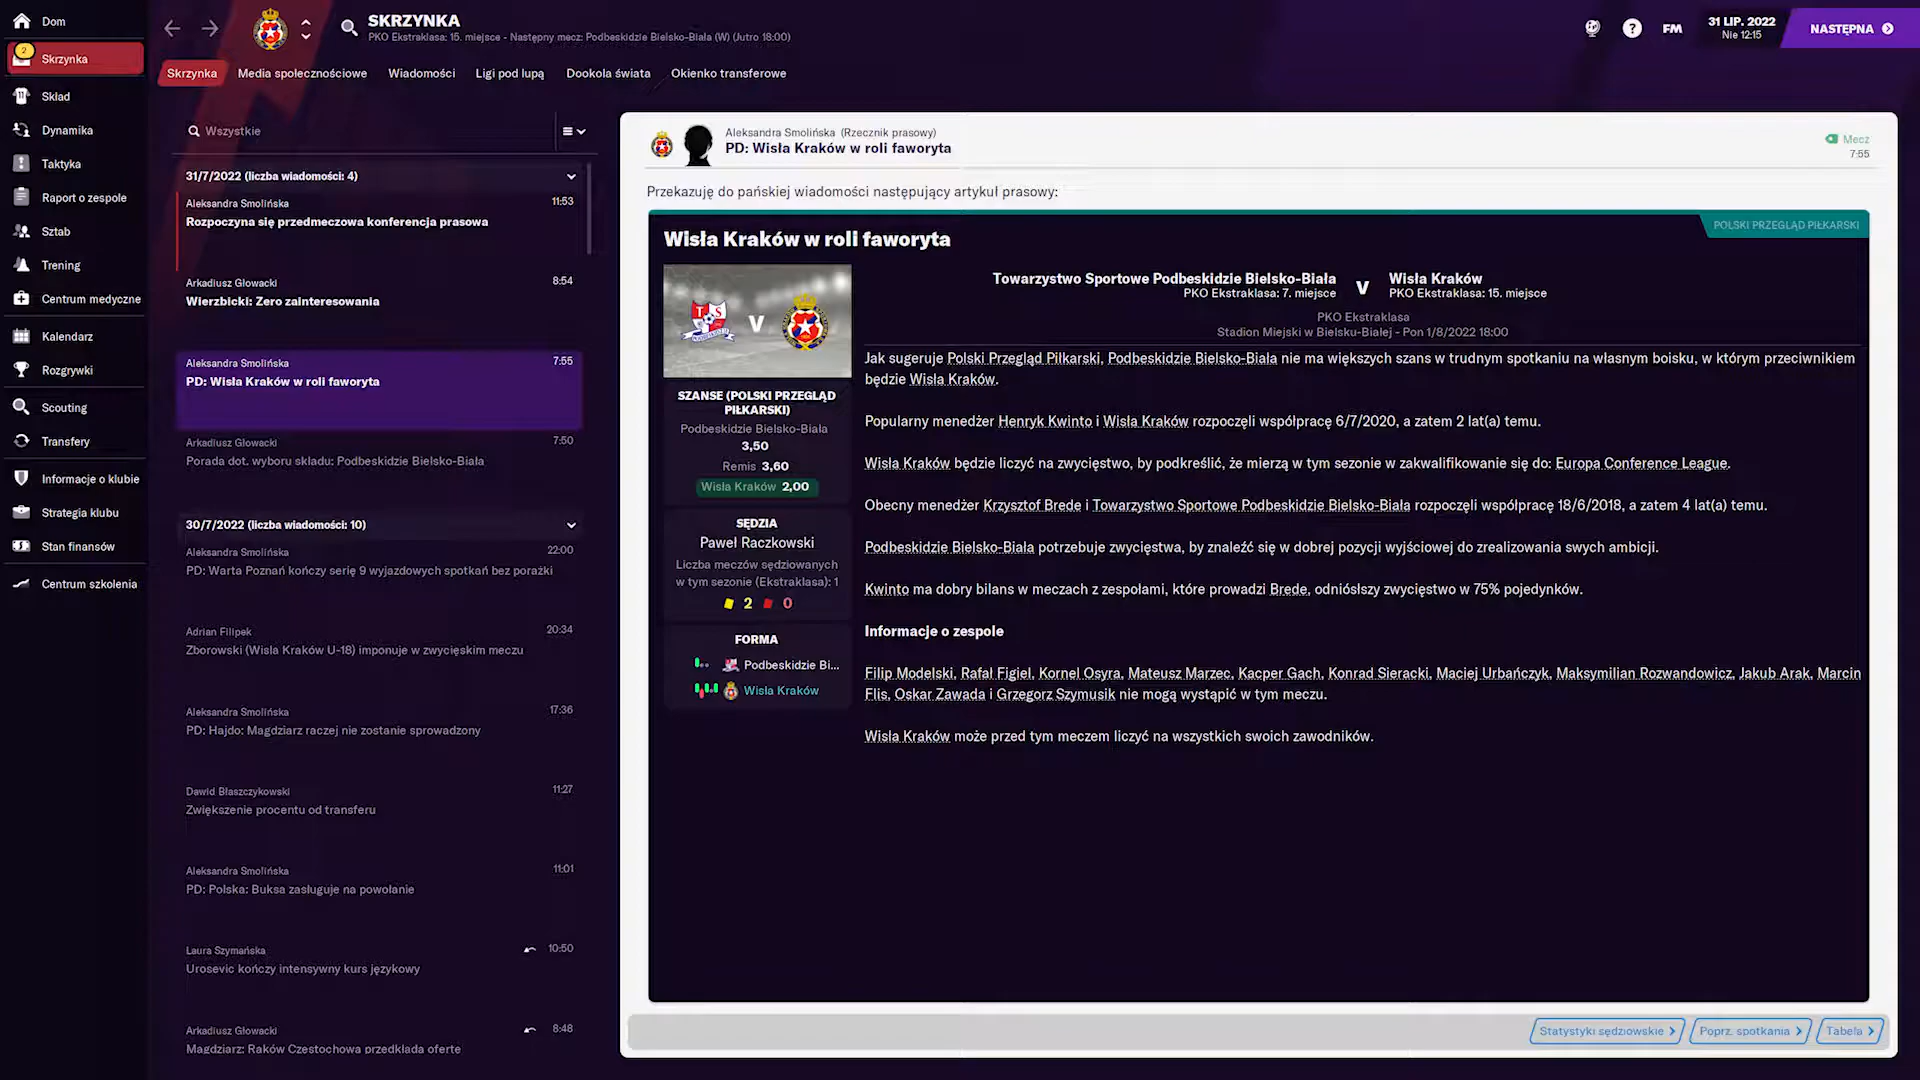 Dom
2
Skrzynka
Skład
Dynamika
Taktyka
Raport o zespole
Sztab
Trening
Centrum medyczne
Kalendarz
Rozgrywki
Scouting
Transfery
Informacje o klubie
Strategia klubu
Stan finansów
Centrum szkolenia
SKRZYNKA
PKO Ekstraklasa: 15. miejsce - Następny mecz: Podbeskidzie Bielsko-Biała (W) (Jutro 18:00)
?
FM
31 LIP. 2022
Nie 12:15
NASTĘPNA
Skrzynka
Media społecznościowe
Wiadomości
Ligi pod lupą
Dookoła świata
Okienko transferowe
Wszystkie
31/7/2022 (liczba wiadomości: 4)
Aleksandra Smolińska 11:53
Rozpoczyna się przedmeczowa konferencja prasowa
Arkadiusz Głowacki 8:54
Wierzbicki: Zero zainteresowania
Aleksandra Smolińska 7:55
PD: Wisła Kraków w roli faworyta
Arkadiusz Głowacki 7:50
Porada dot. wyboru składu: Podbeskidzie Bielsko-Biała
30/7/2022 (liczba wiadomości: 10)
Aleksandra Smolińska 22:00
PD: Warta Poznań kończy serię 9 wyjazdowych spotkań bez porażki
Adrian Filipek 20:34
Zborowski (Wisła Kraków U-18) imponuje w zwycięskim meczu
Aleksandra Smolińska 17:36
PD: Hajdo: Magdziarz raczej nie zostanie sprowadzony
Dawid Błaszczykowski 11:27
Zwiększenie procentu od transferu
Aleksandra Smolińska 11:01
PD: Polska: Buksa zasługuje na powołanie
Laura Szymańska 10:50
Urosevic kończy intensywny kurs językowy
Arkadiusz Głowacki 8:48
Magdziarz: Raków Częstochowa przedkłada ofertę
Aleksandra Smolińska (Rzecznik prasowy)
PD: Wisła Kraków w roli faworyta
Mecz
7:55
Przekazuję do pańskiej wiadomości następujący artykuł prasowy:
POLSKI PRZEGLĄD PIŁKARSKI
Wisła Kraków w roli faworyta
V
Towarzystwo Sportowe Podbeskidzie Bielsko-Biała v Wisła Kraków
PKO Ekstraklasa: 7. miejsce PKO Ekstraklasa: 15. miejsce
PKO Ekstraklasa
Stadion Miejski w Bielsku-Białej - Pon 1/8/2022 18:00
SZANSE (POLSKI PRZEGLĄD
PIŁKARSKI)
Podbeskidzie Bielsko-Biała
3,50
Remis 3,60
Wisła Kraków 2,00
SĘDZIA
Paweł Raczkowski
Liczba meczów sędziowanych
w tym sezonie (Ekstraklasa): 1
2 0
FORMA
Podbeskidzie Bi...
Wisła Kraków
Jak sugeruje Polski Przegląd Piłkarski, Podbeskidzie Bielsko-Biała nie ma większych szans w trudnym spotkaniu na własnym boisku, w którym przeciwnikiem
będzie Wisła Kraków.
Popularny menedżer Henryk Kwinto i Wisła Kraków rozpoczęli współpracę 6/7/2020, a zatem 2 lat(a) temu.
Wisła Kraków będzie liczyć na zwycięstwo, by podkreślić, że mierzą w tym sezonie w zakwalifikowanie się do: Europa Conference League.
Obecny menedżer Krzysztof Brede i Towarzystwo Sportowe Podbeskidzie Bielsko-Biała rozpoczęli współpracę 18/6/2018, a zatem 4 lat(a) temu.
Podbeskidzie Bielsko-Biała potrzebuje zwycięstwa, by znaleźć się w dobrej pozycji wyjściowej do zrealizowania swych ambicji.
Kwinto ma dobry bilans w meczach z zespołami, które prowadzi Brede, odnióslszy zwycięstwo w 75% pojedynków.
Informacje o zespole
Filip Modelski, Rafał Figiel, Kornel Osyra, Mateusz Marzec, Kacper Gach, Konrad Sieracki, Maciej Urbańczyk, Maksymilian Rozwandowicz, Jakub Arak, Marcin
Flis, Oskar Zawada i Grzegorz Szymusik nie mogą wystąpić w tym meczu.
Wisła Kraków może przed tym meczem liczyć na wszystkich swoich zawodników.
Statystyki sędziowskie
Poprz. spotkania
Tabela